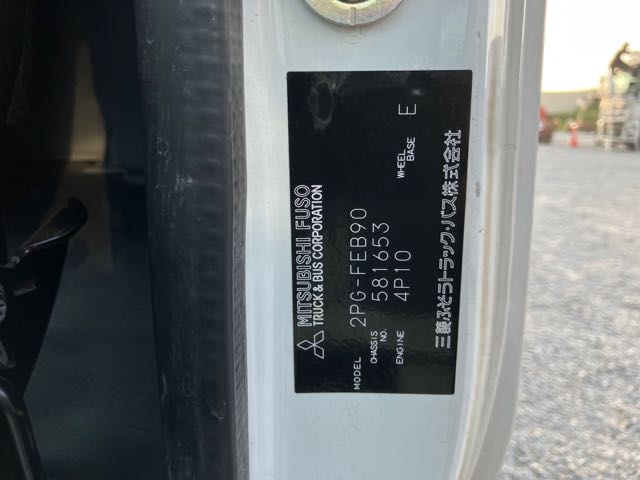 MITSUBISHI FUSO
TRUCK & BUS CORPORATION
MODEL 2PG-FEB90
CHASSIS NO. 581653
ENGINE 4P10 WHEEL BASE E
三菱ふそうトラック・バス株式会社